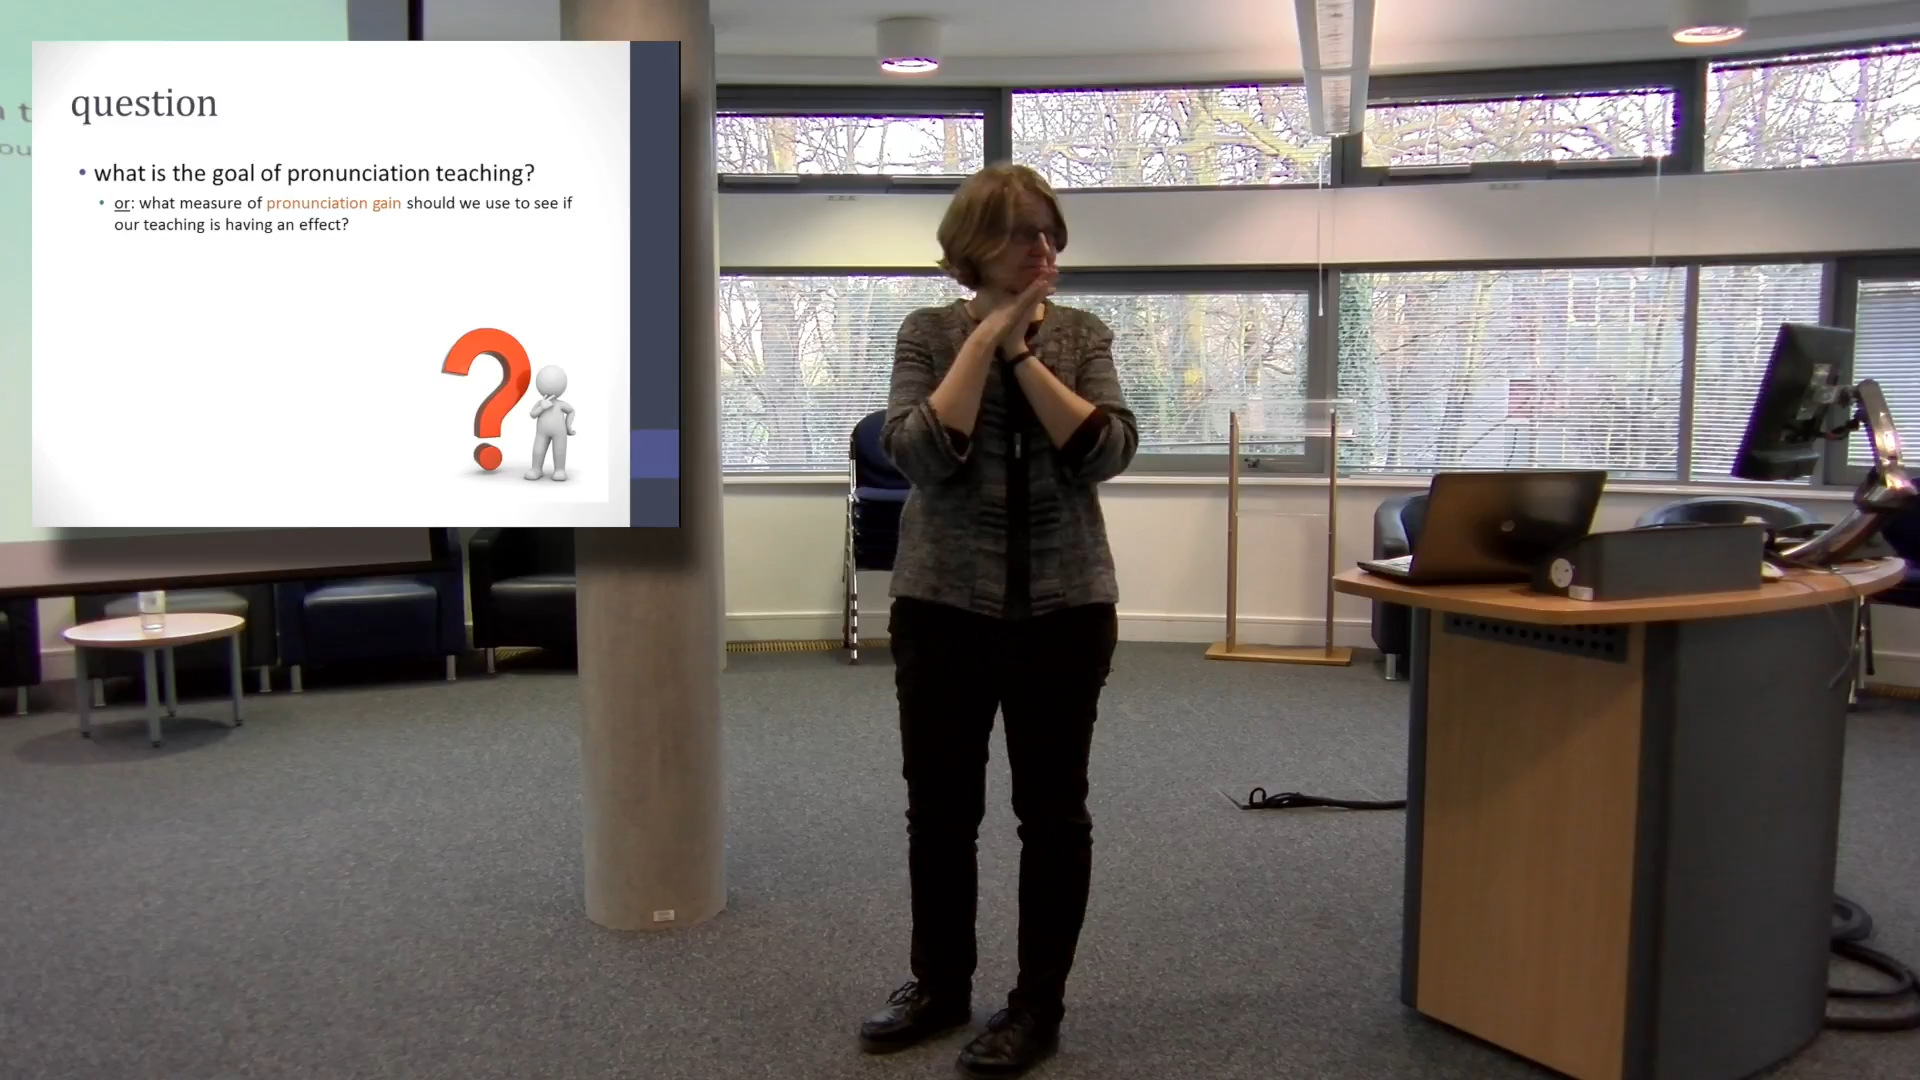 question
• what is the goal of pronunciation teaching?
• or: what measure of pronunciation gain should we use to see if
our teaching is having an effect?